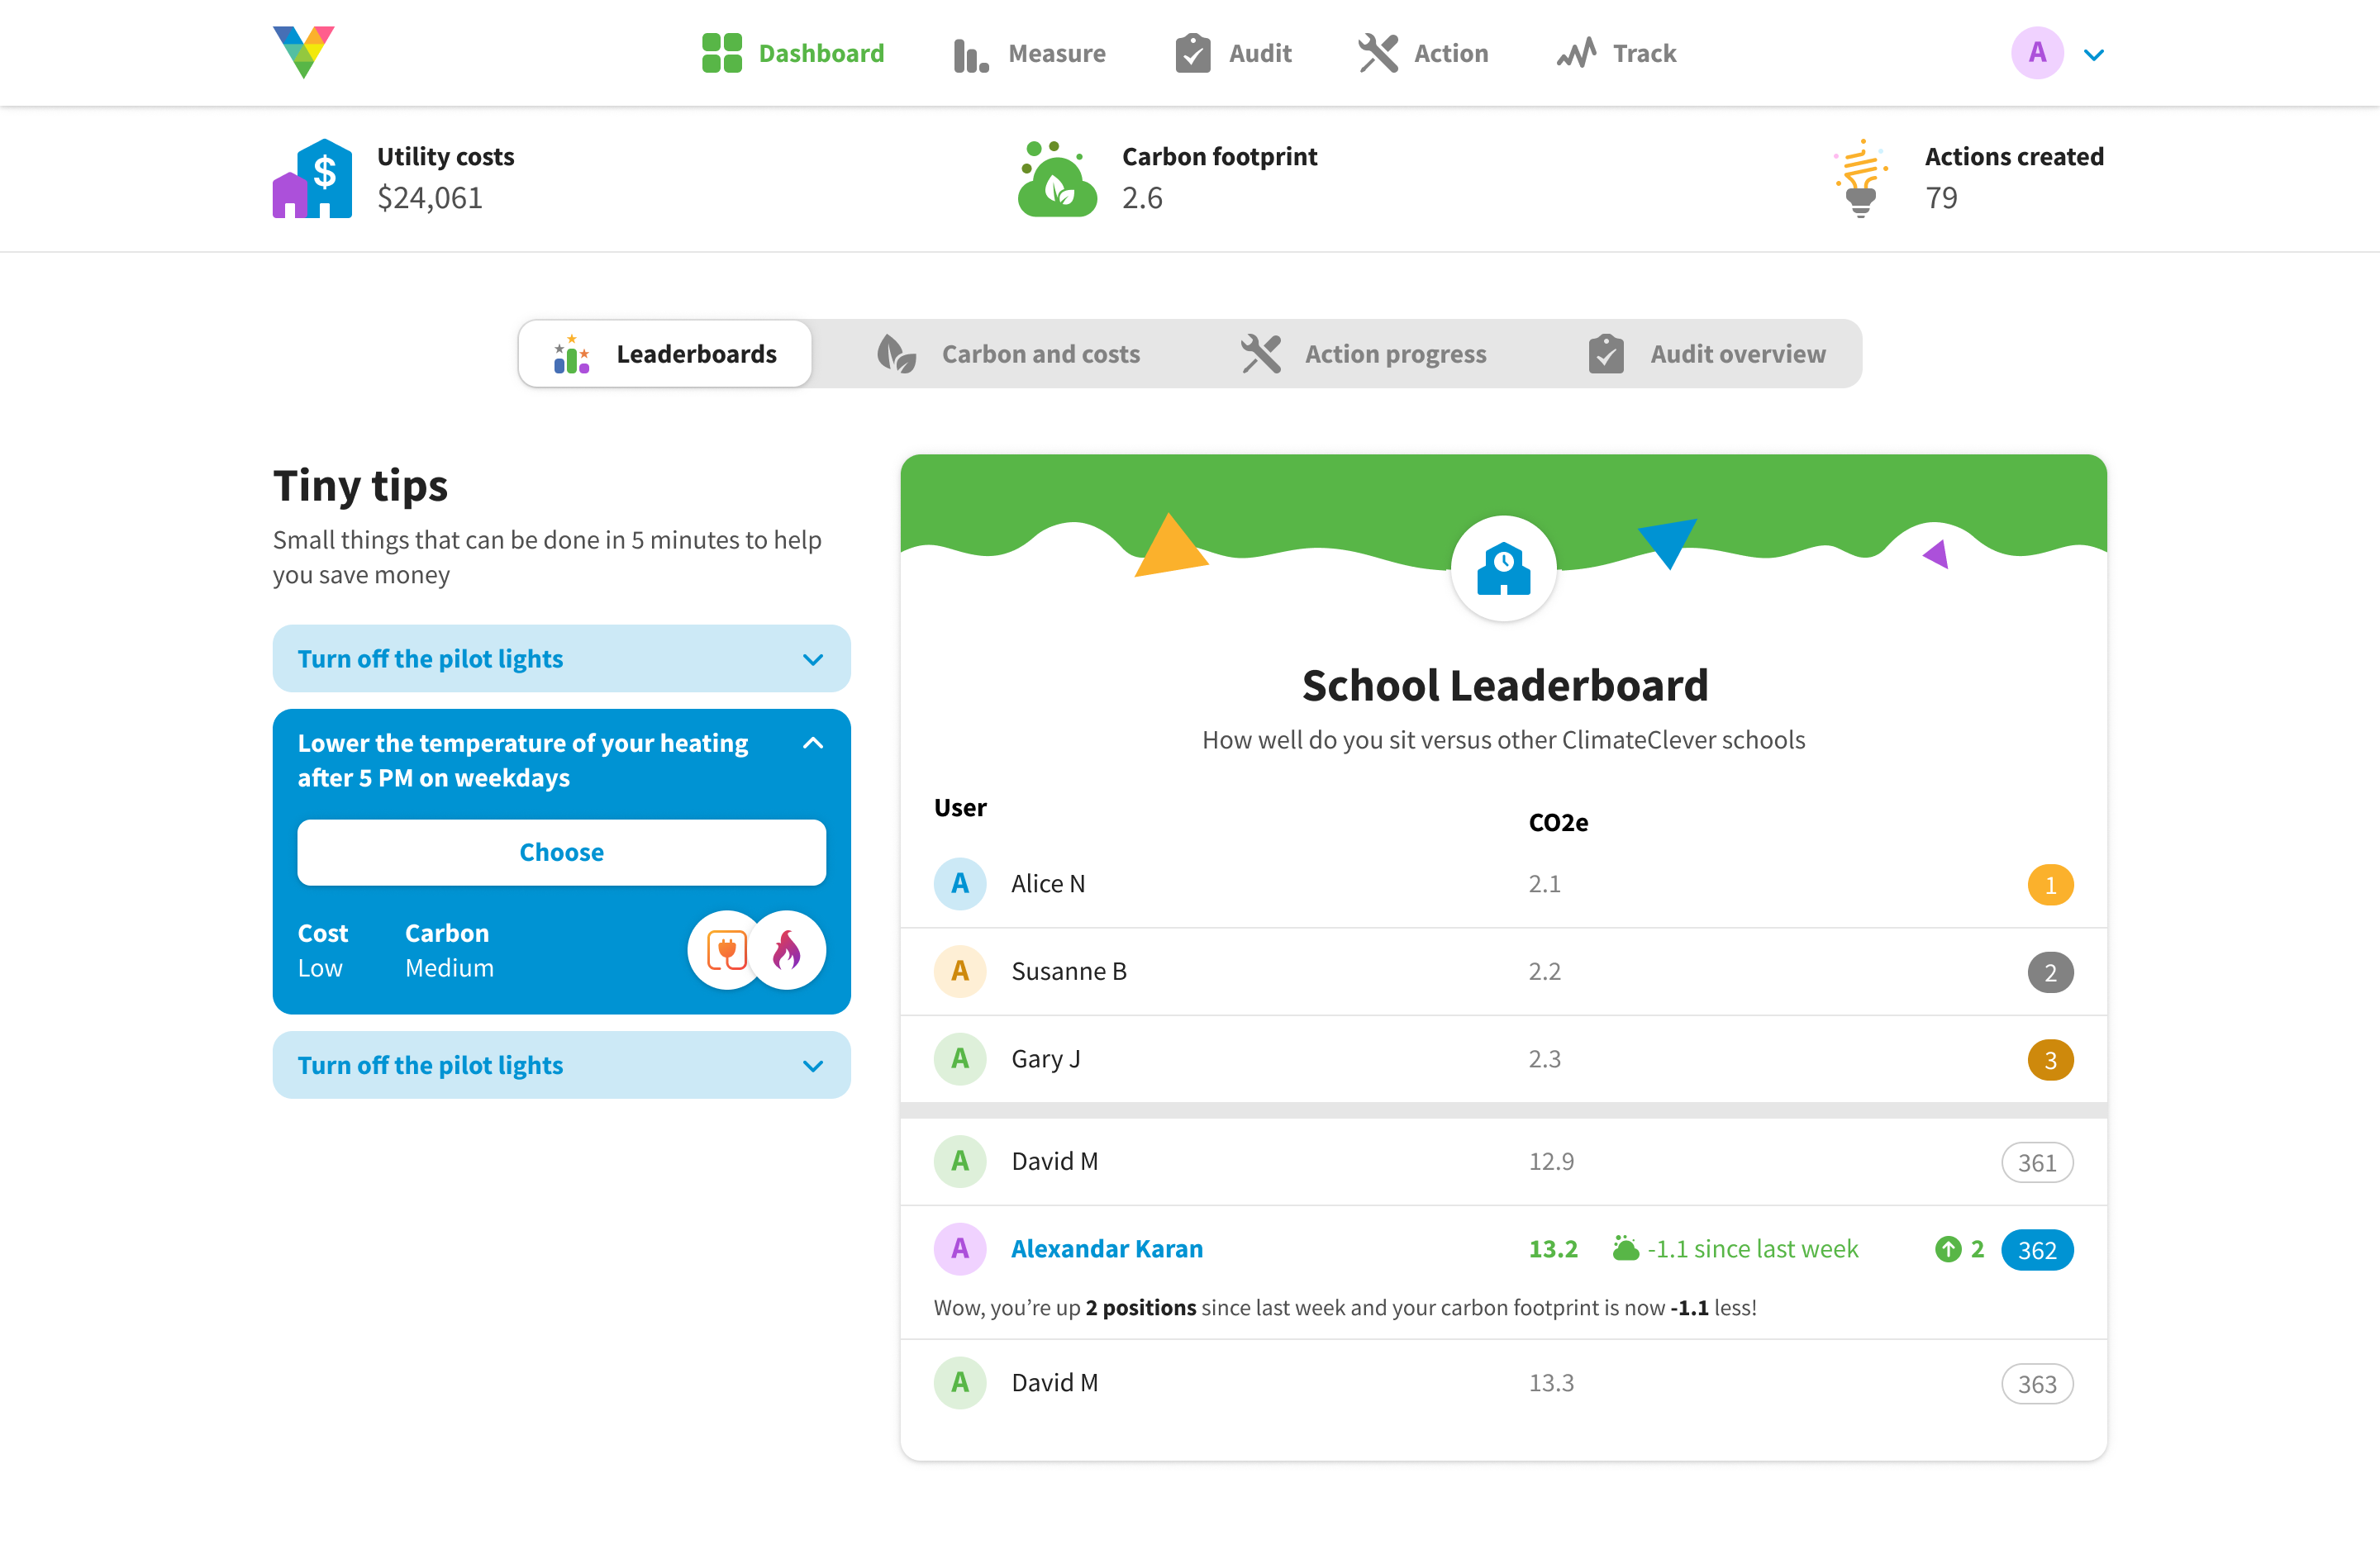 Dashboard
Measure
Audit
Action
Track
A
$
Utility costs
$24,061
Carbon footprint
2.6
Actions created
79
Leaderboards
Carbon and costs
Action progress
Audit overview
Tiny tips
Small things that can be done in 5 minutes to help
you save money
Turn off the pilot lights
Lower the temperature of your heating
after 5 PM on weekdays
Choose
Cost
Low
Carbon
Medium
Turn off the pilot lights
School Leaderboard
How well do you sit versus other ClimateClever schools
User
CO2e
A
Alice N
2.1
1
A
Susanne B
2.2
2
A
Gary J
2.3
3
A
David M
12.9
361
A
Alexandar Karan
13.2
-1.1 since last week
2
362
Wow, you’re up 2 positions since last week and your carbon footprint is now -1.1 less!
A
David M
13.3
363